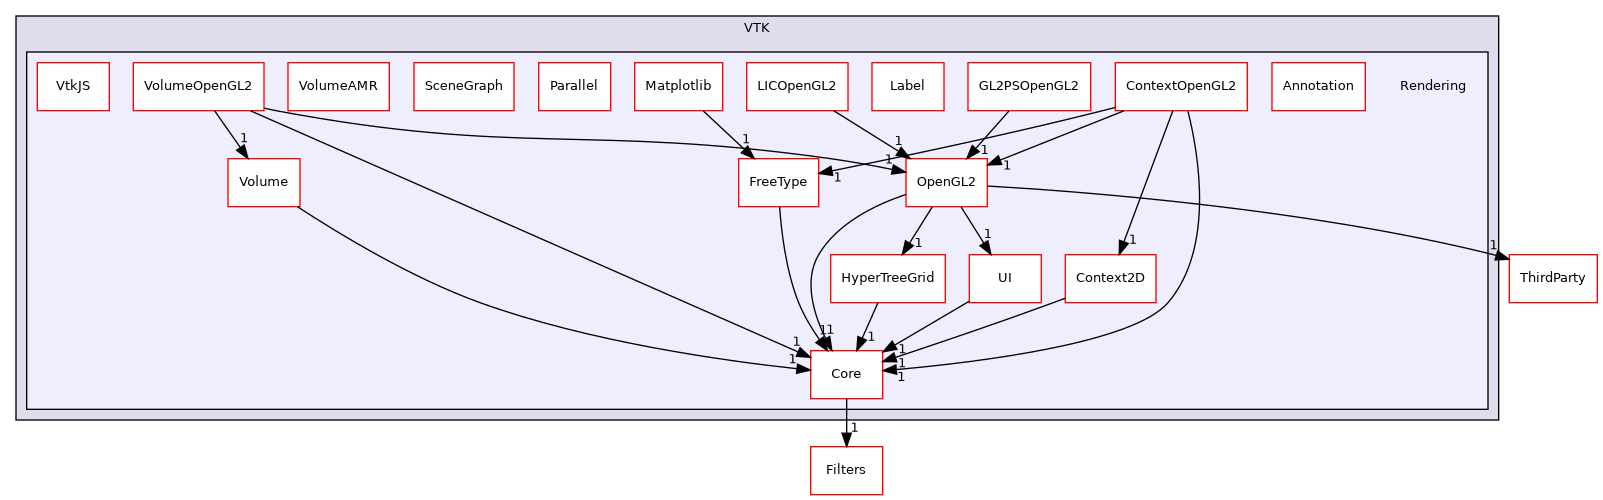 VTK
VtkJS
VolumeOpenGL2
VolumeAMR
SceneGraph
Parallel
Matplotlib
LICOpenGL2
Label
GL2PSOpenGL2
ContextOpenGL2
Annotation
Rendering
1
1
1
1
1
1
1
Volume
FreeType
OpenGL2
1
1
1
1
HyperTreeGrid
UI
Context2D
ThirdParty
1
1
1
1
1
1
1
1
Core
1
Filters